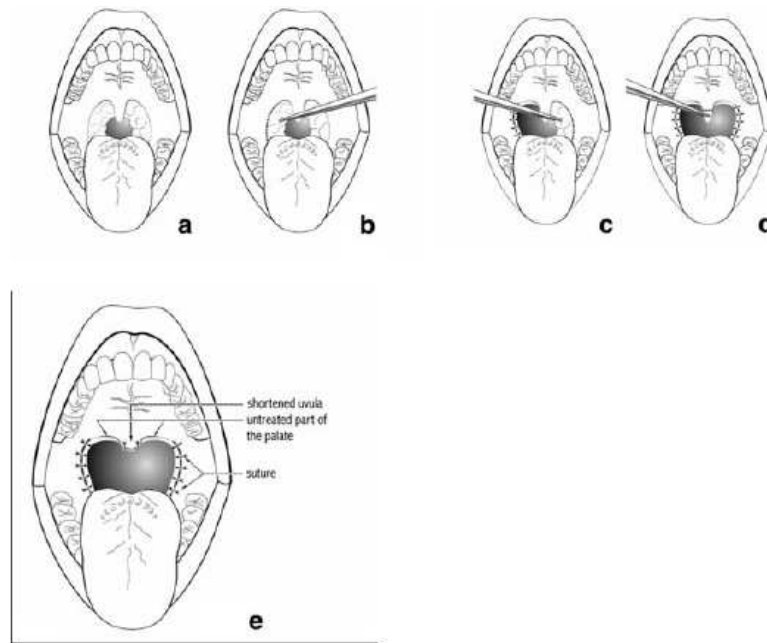 a
b
c
d
shortened uvula
untreated part of
the palate
suture
e